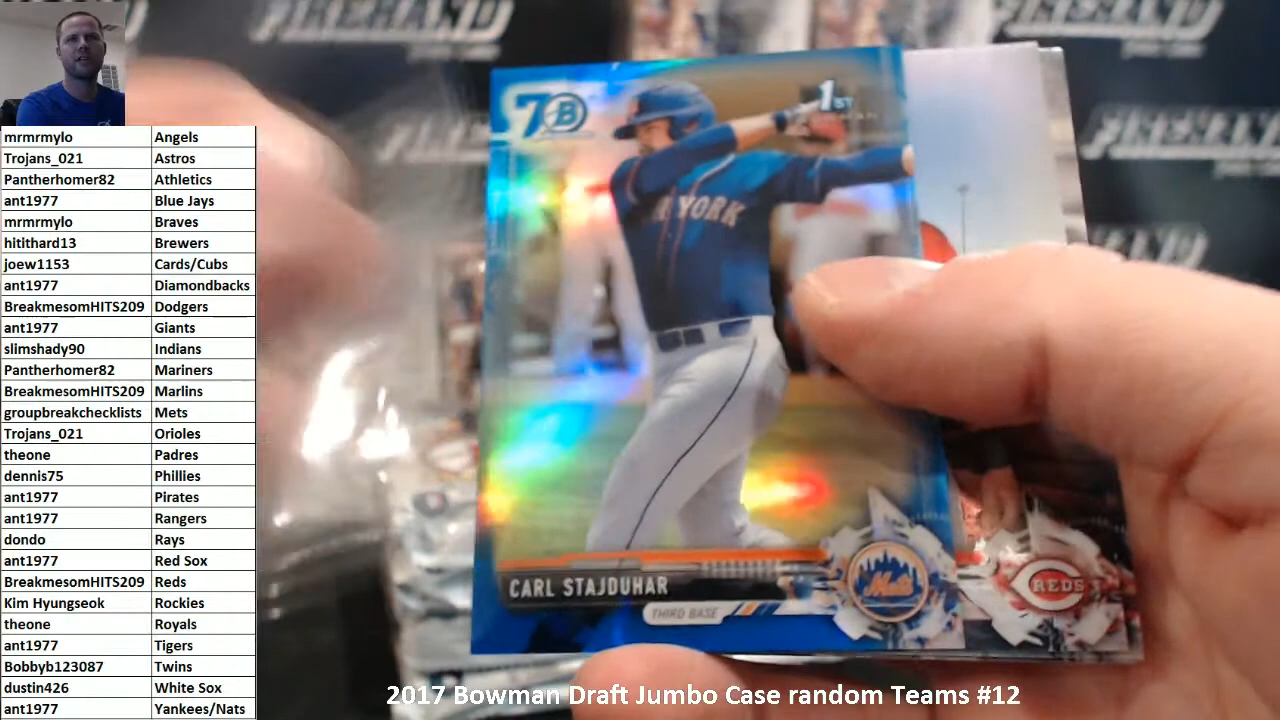 mrmrmylo Angels
Trojans_021 Astros
Pantherhomer82 Athletics
ant1977 Blue Jays
mrmrmylo Braves
hitithard13 Brewers
joew1153 Cards/Cubs
ant1977 Diamondbacks
BreakmesomHITS209 Dodgers
ant1977 Giants
slimshady90 Indians
Pantherhomer82 Mariners
BreakmesomHITS209 Marlins
groupbreakchecklists Mets
Trojans_021 Orioles
theone Padres
dennis75 Phillies
ant1977 Pirates
ant1977 Rangers
dondo Rays
ant1977 Red Sox
BreakmesomHITS209 Reds
Kim Hyungseok Rockies
theone Royals
ant1977 Tigers
Bobbyb123087 Twins
dustin426 White Sox
ant1977 Yankees/Nats
70 B
1ST
YORK
CARL STAJDUHAR
THIRD BASE
Mets
REDS
2017 Bowman Draft Jumbo Case random Teams #12